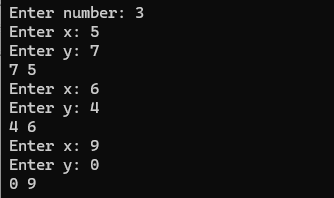 Enter number: 3
Enter x: 5
Enter y: 7
7 5
Enter x: 6
Enter y: 4
4 6
Enter x: 9
Enter y: 0
0 9